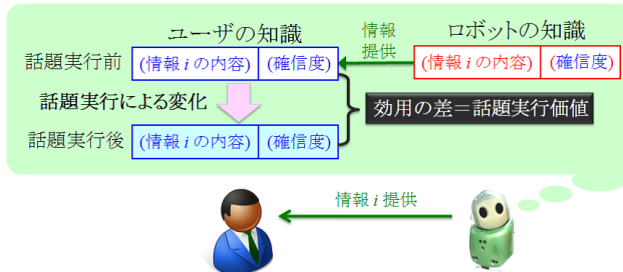 ユーザの知識
情報
提供
ロボットの知識
話題実行前
(情報 i の内容)
(確信度)
(情報 i の内容)
(確信度)
話題実行による変化
効用の差＝話題実行価値
話題実行後
(情報 i の内容)
(確信度)
情報 i 提供